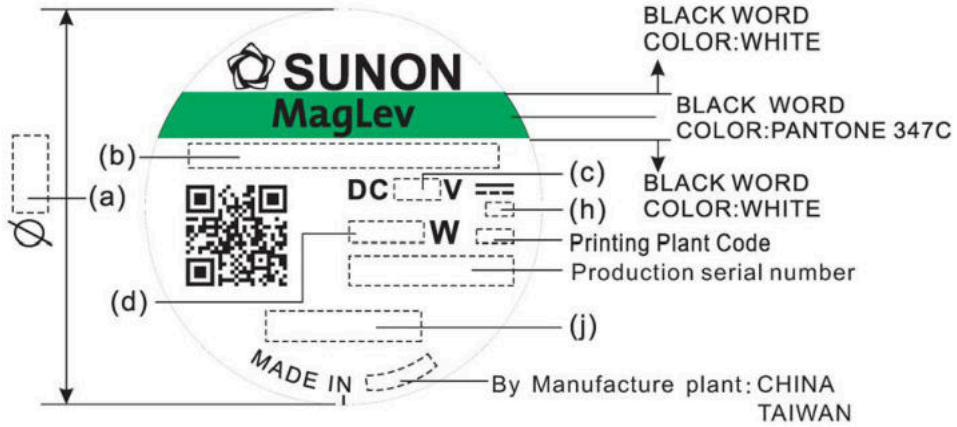 BLACK WORD
COLOR:WHITE
SUNON
MagLev
BLACK WORD
COLOR:PANTONE 347C
(b)
(a)
Ø
DC V
(c)
(h)
BLACK WORD
COLOR:WHITE
W
Printing Plant Code
Production serial number
(d)
(j)
MADE IN
By Manufacture plant: CHINA
TAIWAN